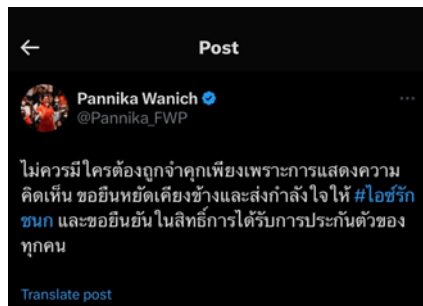 Post
Pannika Wanich
@Pannika_FWP
ไม่ควรมีใครต้องถูกจำคุกเพียงเพราะการแสดงความ
คิดเห็น ขอยืนหยัดเคียงข้างและส่งกำลังใจให้ #ไอซ์รัก
ชนก และขอยืนยันในสิทธิ์การได้รับการประกันตัวของ
ทุกคน
Translate post